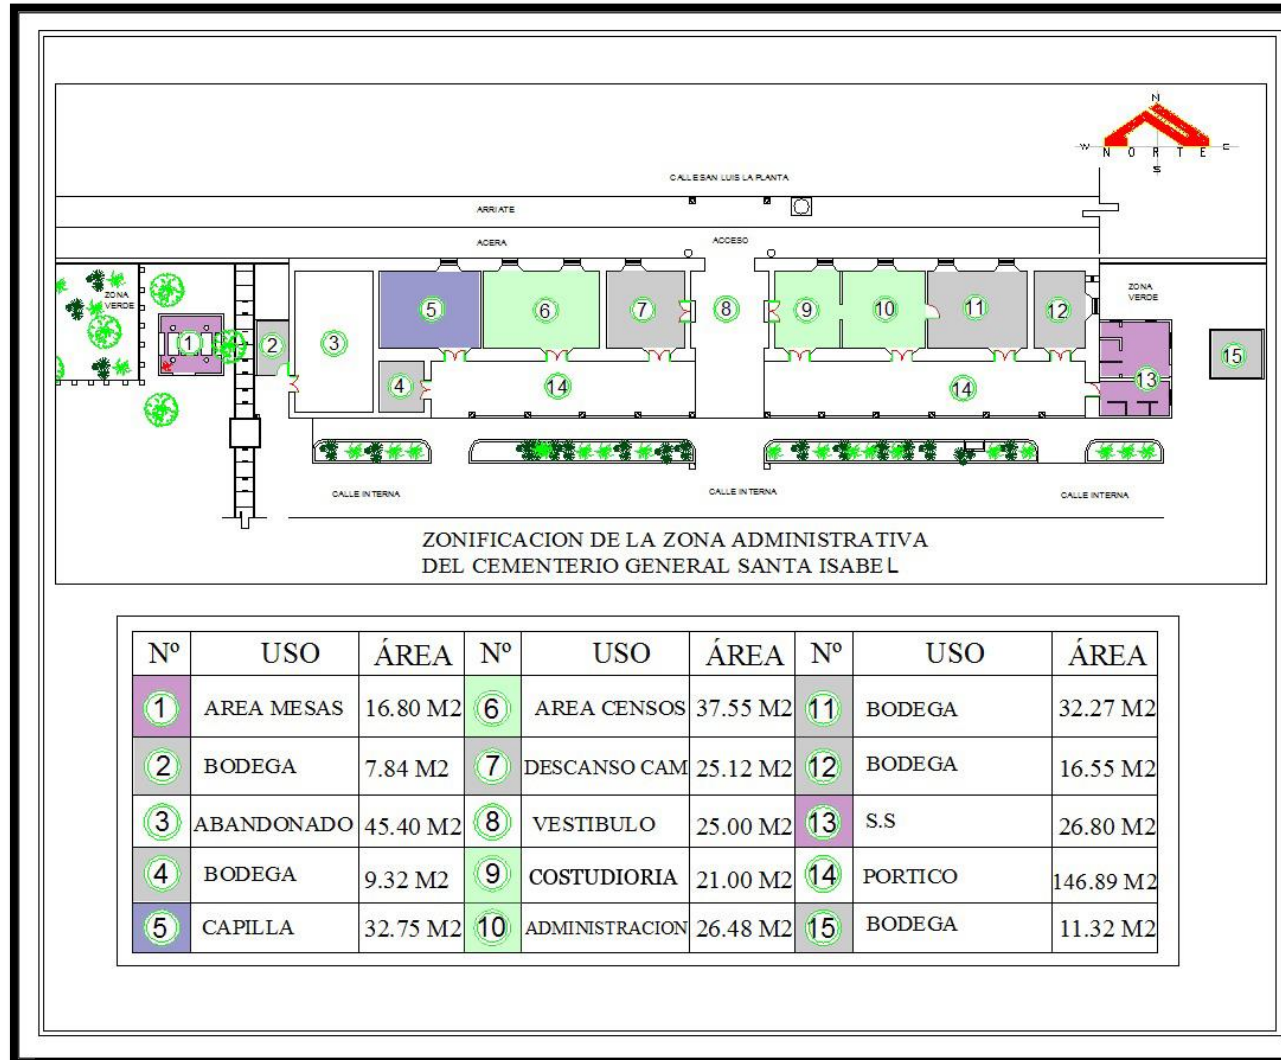 N
W N O R T E E
S
CALLE SAN LUIS LA PLANTA
ARRIATE
ACERA
ACCESO
ZONA
VERDE
ZONA
VERDE
1
2
3
4
5
6
7
8
9
10
11
12
13
14
14
15
CALLE INTERNA
CALLE INTERNA
CALLE INTERNA
ZONIFICACION DE LA ZONA ADMINISTRATIVA
DEL CEMENTERIO GENERAL SANTA ISABEL
Nº USO ÁREA Nº USO ÁREA Nº USO ÁREA
1 AREA MESAS 16.80 M2 6 AREA CENSOS 37.55 M2 11 BODEGA 32.27 M2
2 BODEGA 7.84 M2 7 DESCANSO CAM 25.12 M2 12 BODEGA 16.55 M2
3 ABANDONADO 45.40 M2 8 VESTIBULO 25.00 M2 13 S.S 26.80 M2
4 BODEGA 9.32 M2 9 COSTUDIORIA 21.00 M2 14 PORTICO 146.89 M2
5 CAPILLA 32.75 M2 10 ADMINISTRACION 26.48 M2 15 BODEGA 11.32 M2